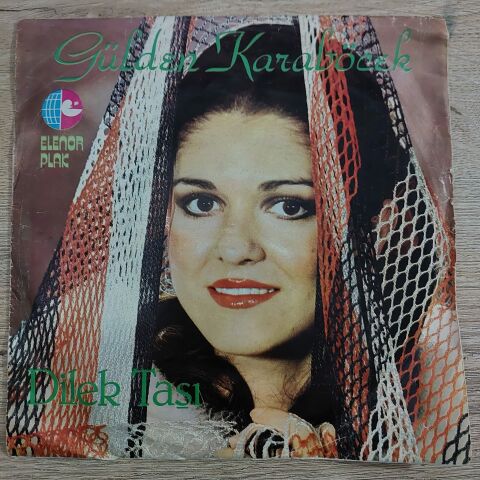 Gülden Karaböcek
ELENOR
PLAK
Dilek Taşı